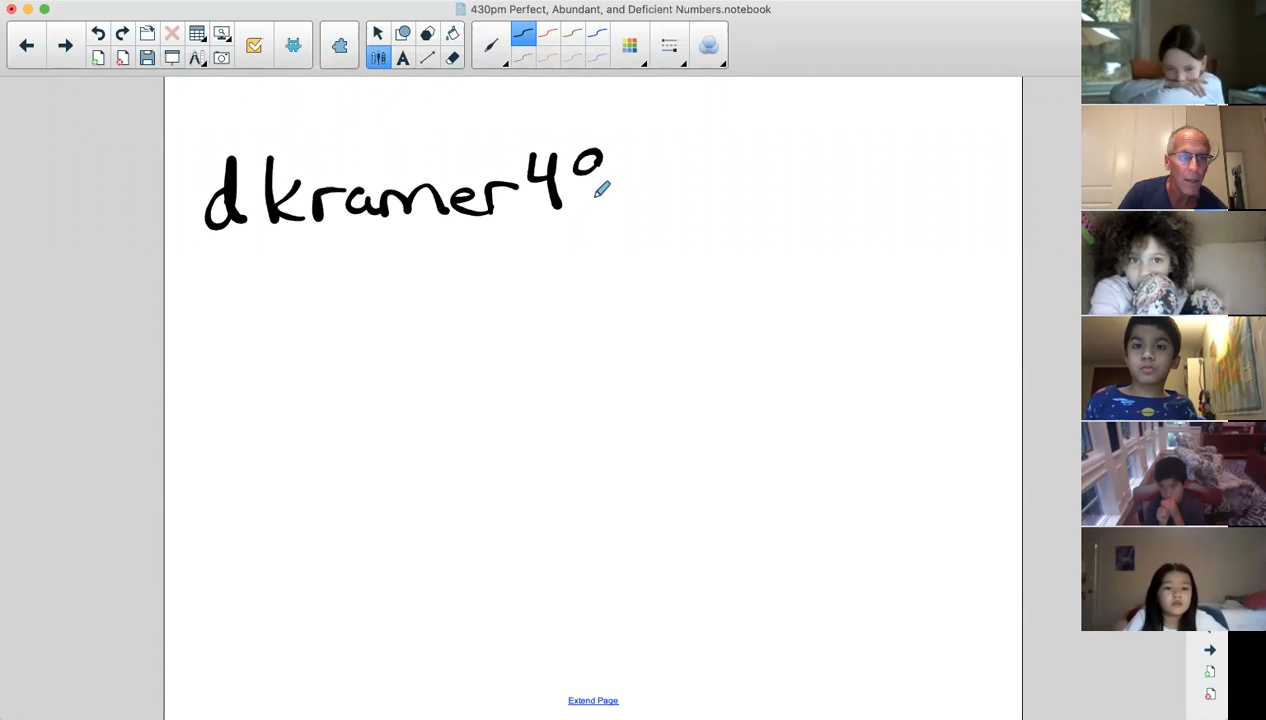 430pm Perfect, Abundant, and Deficient Numbers.notebook
dkramer40
Extend Page